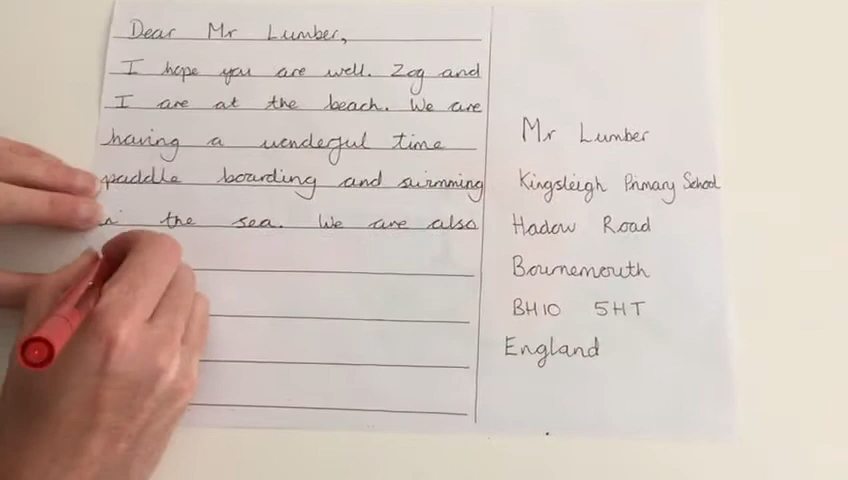 Dear Mr Lumber,
I hope you are well. Zog and
I are at the beach. We are
having a wonderful time
paddle boarding and swimming
in the sea. We are also
Mr Lumber
Kingsleigh Primary School
Hadow Road
Bournemouth
BH10 5HT
England